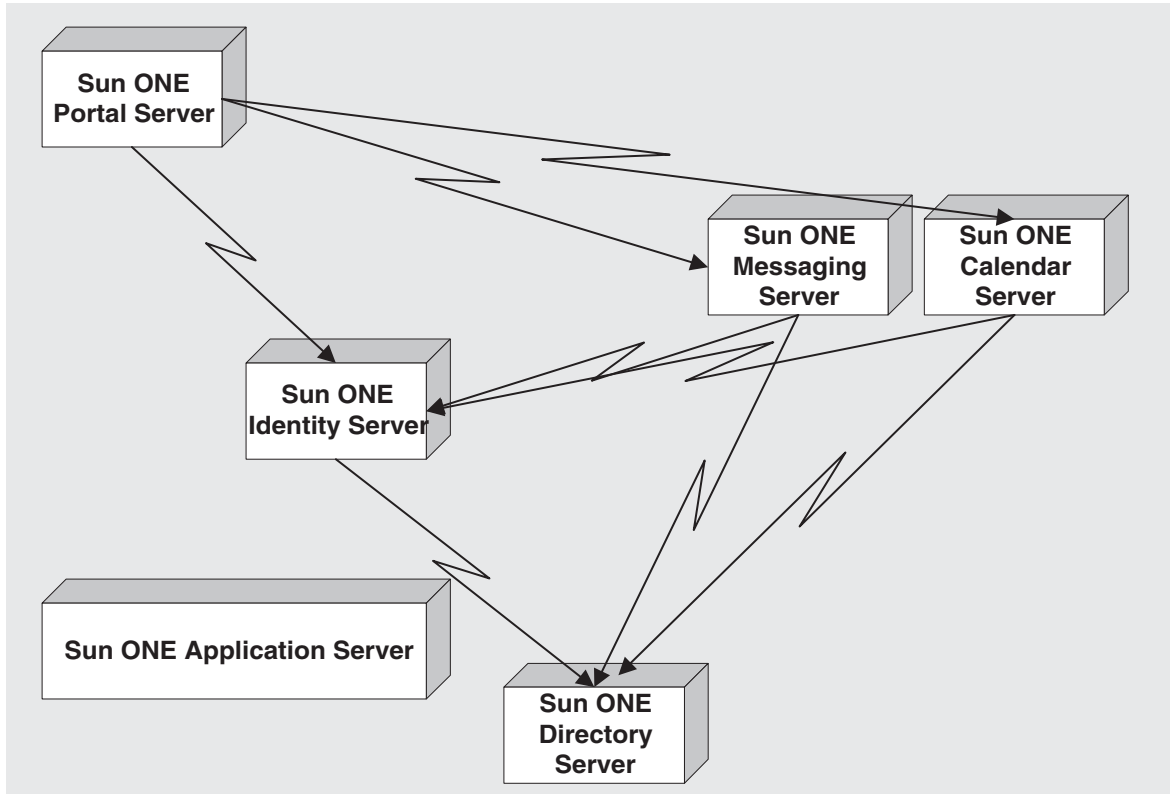 Sun ONE
Portal Server
Sun ONE
Messaging
Server
Sun ONE
Calendar
Server
Sun ONE
Identity Server
Sun ONE Application Server
Sun ONE
Directory
Server